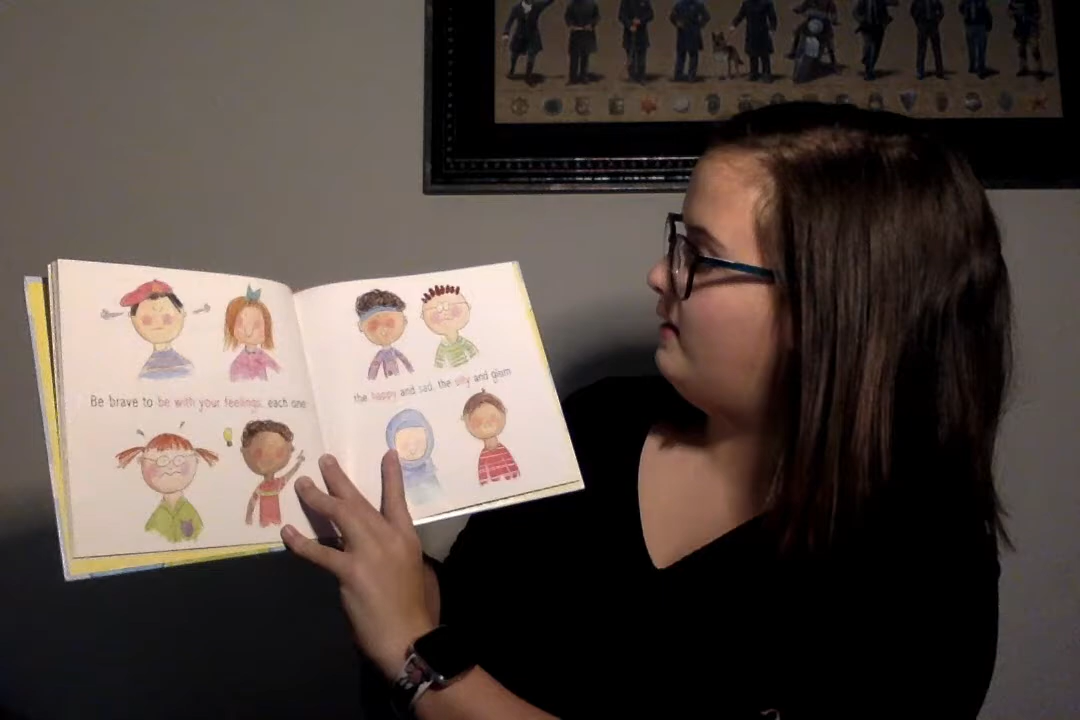 Be brave to be with your feelings, each one:
the happy and sad, the silly and glum